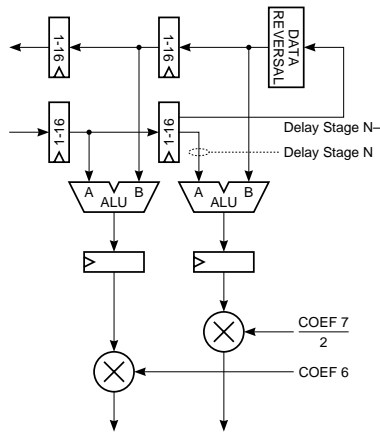 1-16
1-16
DATA
REVERSAL
1-16
1-16
Delay Stage N–
Delay Stage N
A
B
ALU
A
B
ALU
COEF 7
2
COEF 6